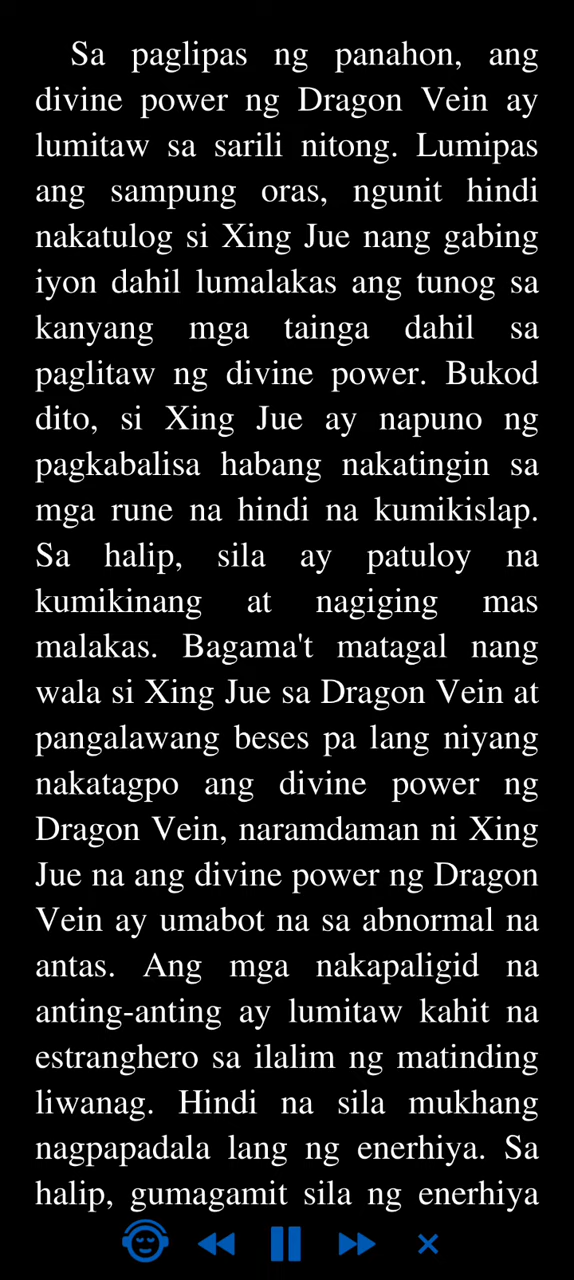 Sa paglipas ng panahon, ang
divine power ng Dragon Vein ay
lumitaw sa sarili nitong. Lumipas
ang sampung oras, ngunit hindi
nakatulog si Xing Jue nang gabing
iyon dahil lumalakas ang tunog sa
kanyang mga tainga dahil sa
paglitaw ng divine power. Bukod
dito, si Xing Jue ay napuno ng
pagkabalisa habang nakatingin sa
mga rune na hindi na kumikislap.
Sa halip, sila ay patuloy na
kumikinang at nagiging mas
malakas. Bagama't matagal nang
wala si Xing Jue sa Dragon Vein at
pangalawang beses pa lang niyang
nakatagpo ang divine power ng
Dragon Vein, naramdaman ni Xing
Jue na ang divine power ng Dragon
Vein ay umabot na sa abnormal na
antas. Ang mga nakapaligid na
anting-anting ay lumitaw kahit na
estranghero sa ilalim ng matinding
liwanag. Hindi na sila mukhang
nagpapadala lang ng enerhiya. Sa
halip, gumagamit sila ng enerhiya